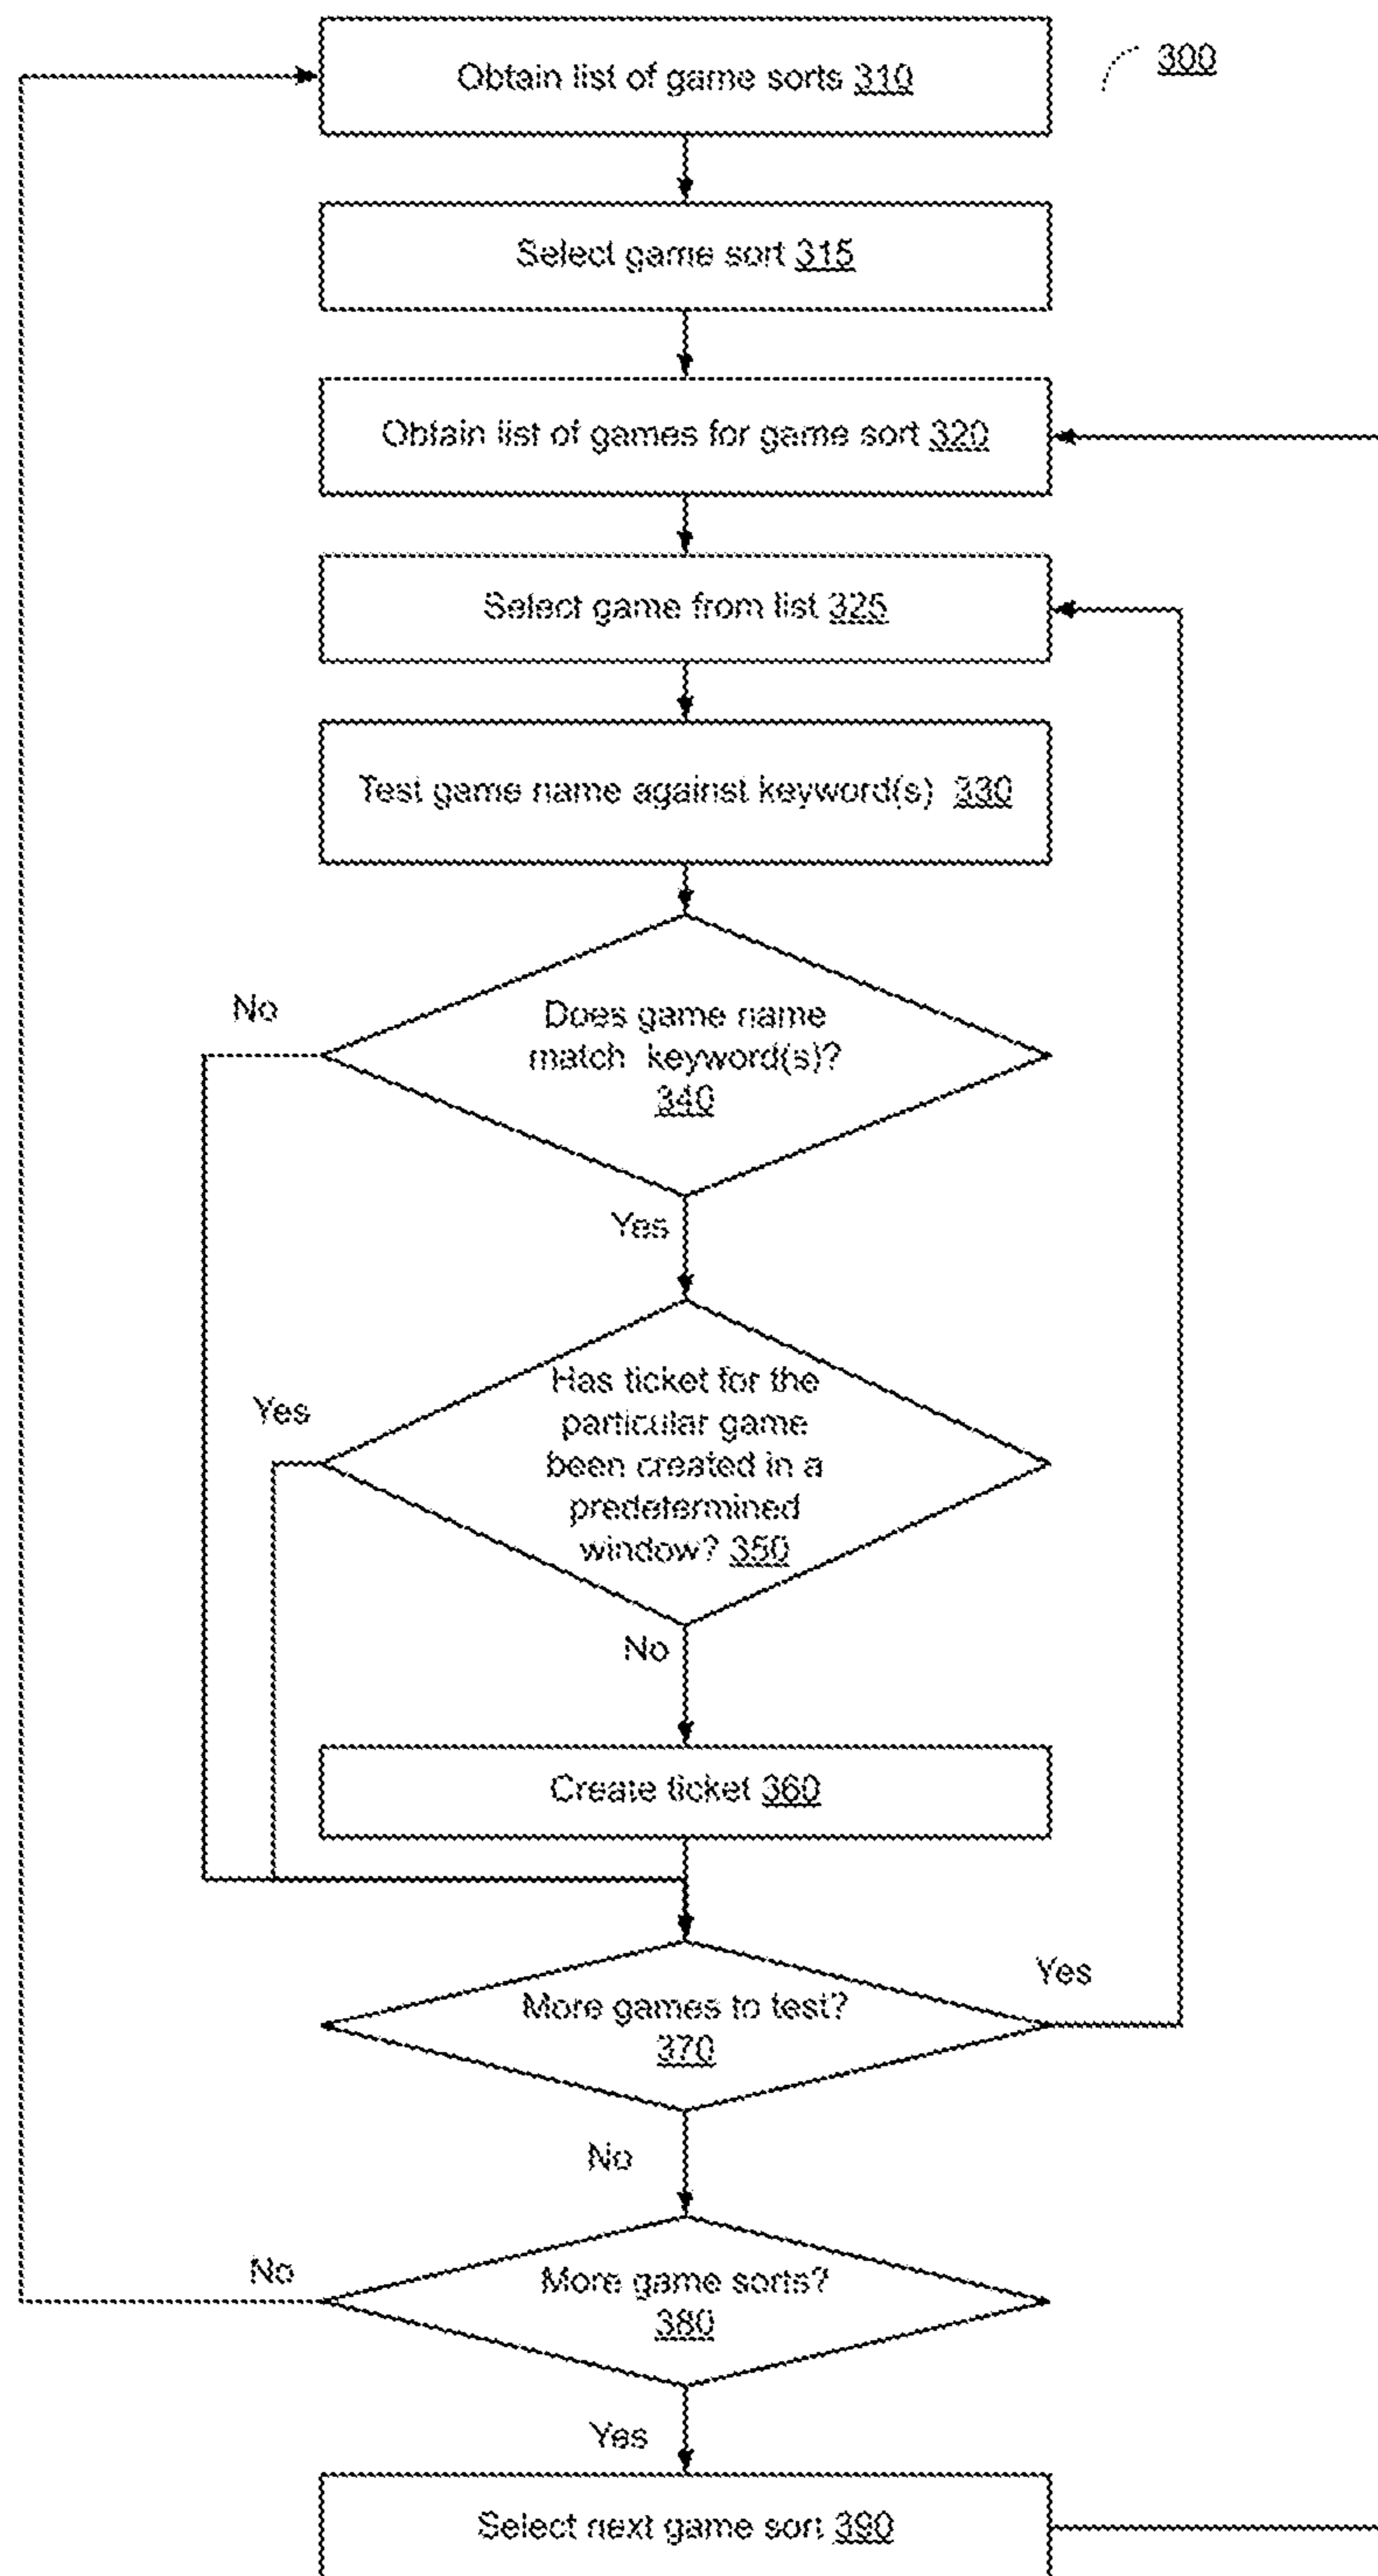 Obtain list of game sorts 310
300
Select game sort 315
Obtain list of games for game sort 320
Select game from list 325
Test game name against keyword(s) 330
No
Does game name
match keyword(s)?
340
Yes
Yes
Has ticket for the
particular game
been created in a
predetermined
window? 350
No
Create ticket 360
Yes
More games to test?
370
No
No
More game sorts?
380
Yes
Select next game sort 390